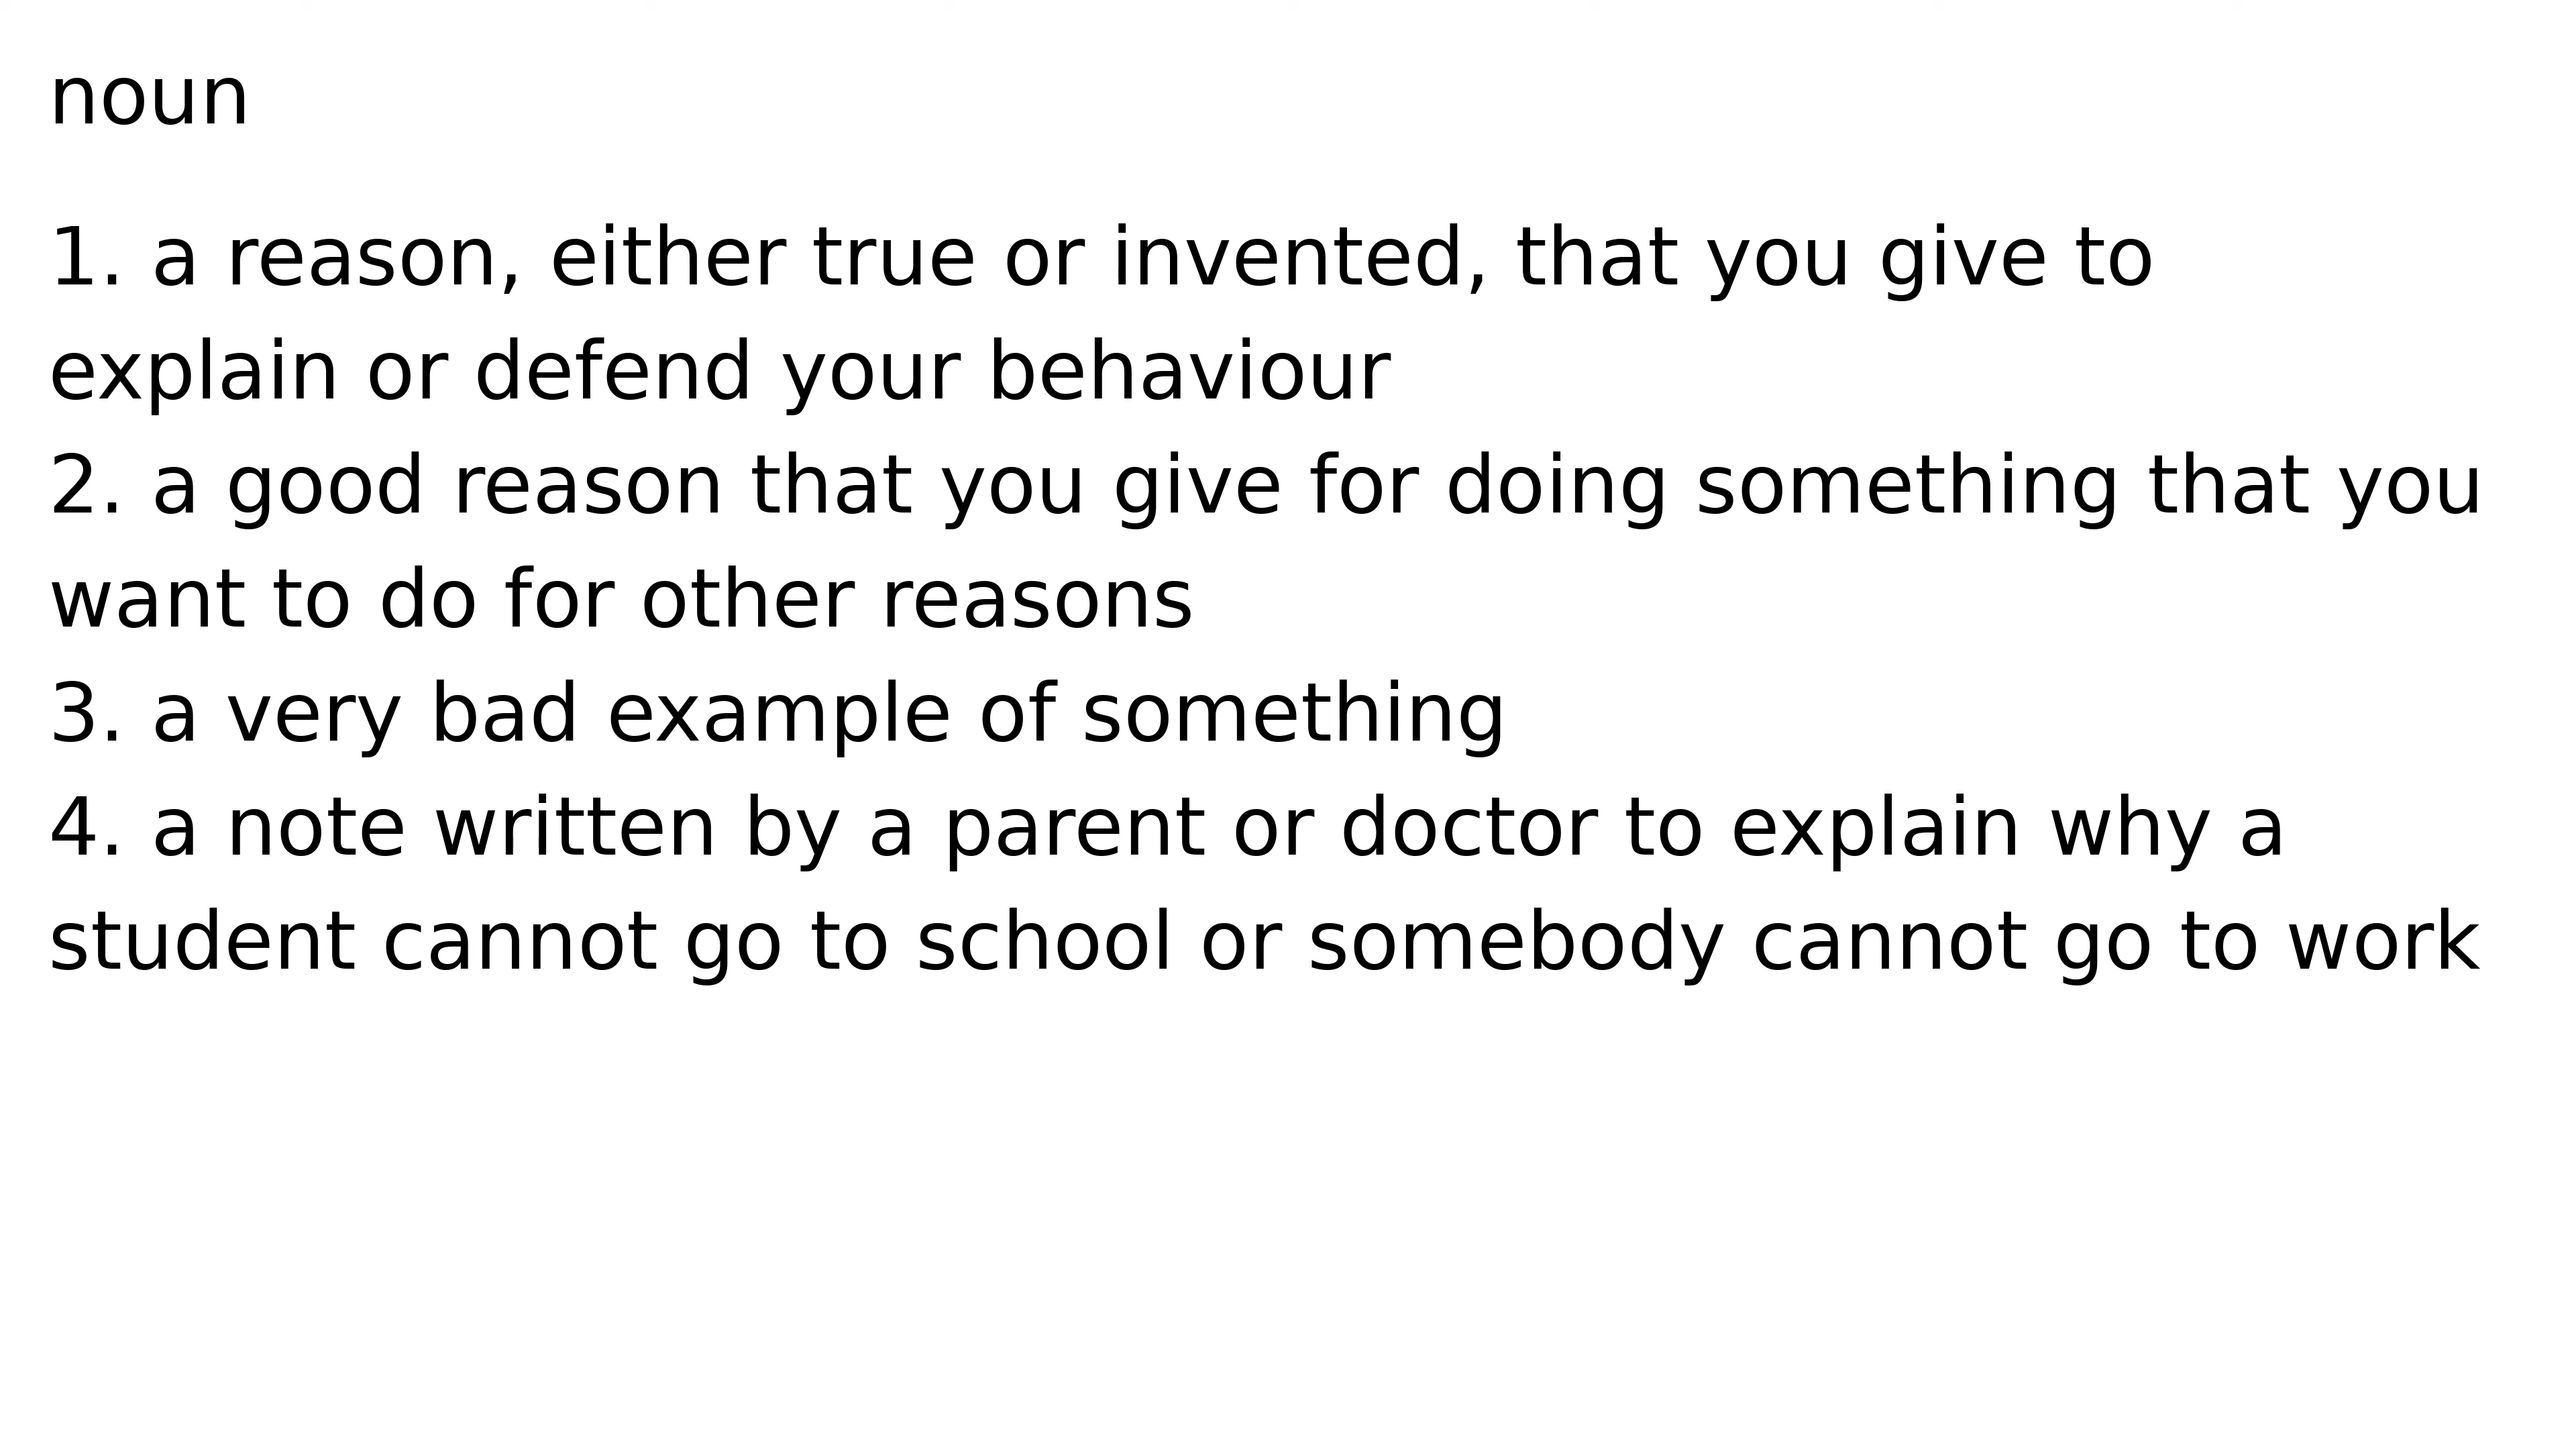 noun
1. a reason, either true or invented, that you give to
explain or defend your behaviour
2. a good reason that you give for doing something that you
want to do for other reasons
3. a very bad example of something
4. a note written by a parent or doctor to explain why a
student cannot go to school or somebody cannot go to work